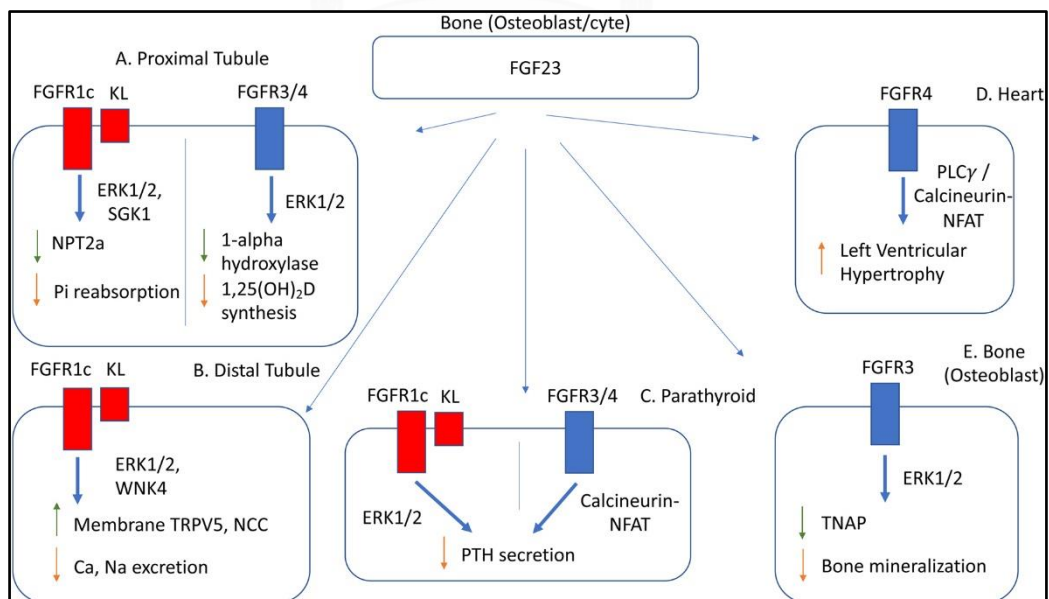 Bone (Osteoblast/cyte)
FGF23
A. Proximal Tubule
FGFR1c KL
FGFR3/4
ERK1/2,
SGK1
NPT2a
Pi reabsorption
ERK1/2
1-alpha
hydroxylase
1,25(OH)₂D
synthesis
FGFR4
D. Heart
PLCγ /
Calcineurin-
NFAT
Left Ventricular
Hypertrophy
FGFR1c KL
B. Distal Tubule
ERK1/2,
WNK4
Membrane TRPV5, NCC
Ca, Na excretion
FGFR1c KL
FGFR3/4
C. Parathyroid
ERK1/2
Calcineurin-
NFAT
PTH secretion
FGFR3
E. Bone
(Osteoblast)
ERK1/2
TNAP
Bone mineralization